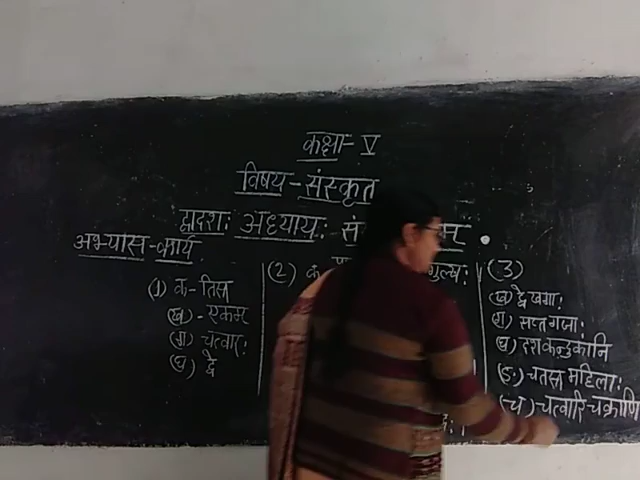 कक्षा - V
विषय - संस्कृत
द्वादशः अध्यायः
अभ्यास-कार्य
(1) क - तिस्र
(ख) - एकम्
(ग) चत्वारः
(घ) द्वे
(2) क
(3)
(ख) द्वे खगाः
(ग) सप्त गजाः
(घ) दश कन्दुकानि
(ङ) चतस्र महिलाः
(च) चत्वारि चक्राणि